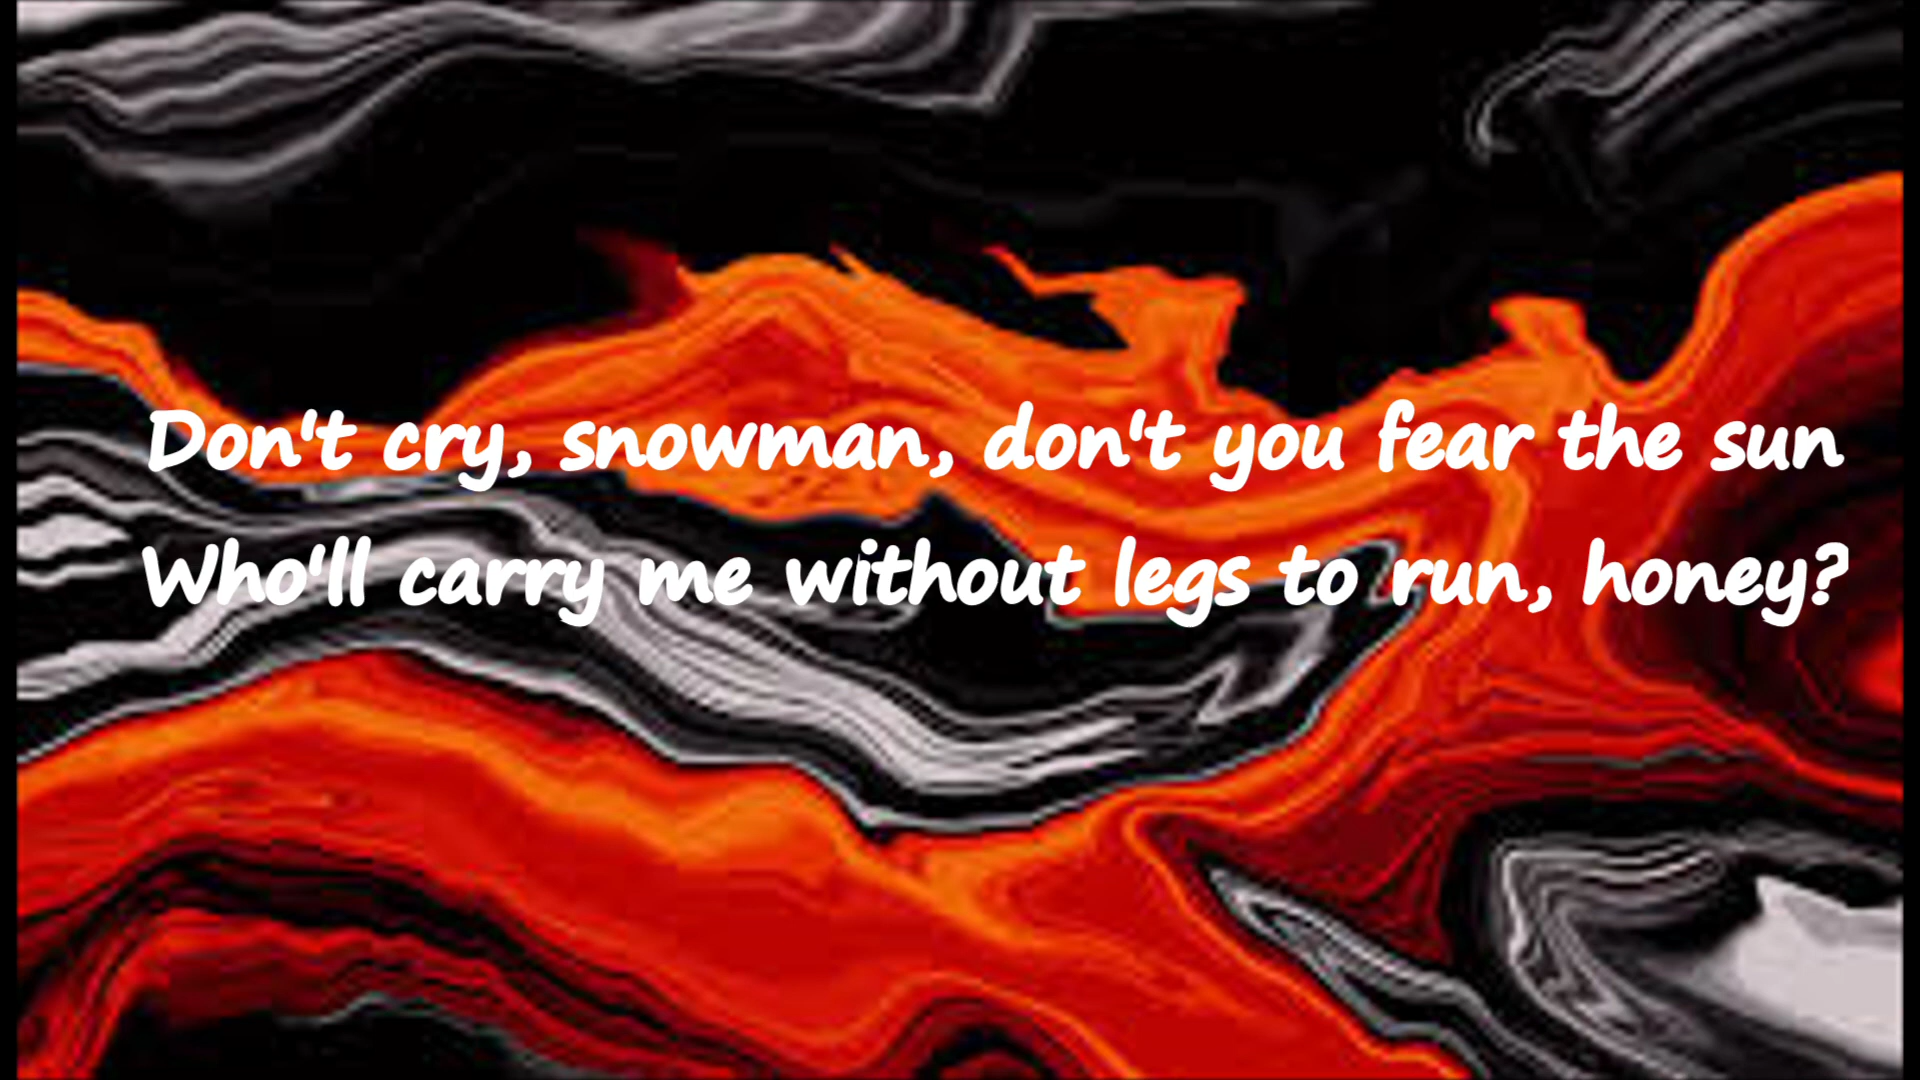 Don't cry, snowman, don't you fear the sun
Who'll carry me without legs to run, honey?